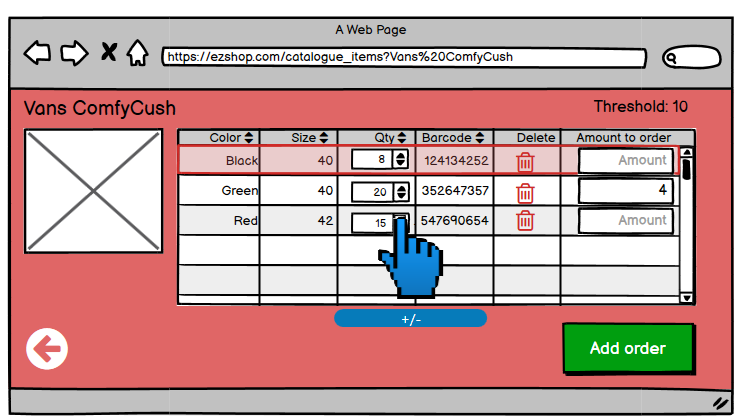 A Web Page
https://ezshop.com/catalogue_items?Vans%20ComfyCush
Vans ComfyCush
Threshold: 10
Color Size Qty Barcode Delete Amount to order
Black 40 8 124134252 Amount
Green 40 20 352647357 4
Red 42 15 547690654 Amount
+/-
Add order